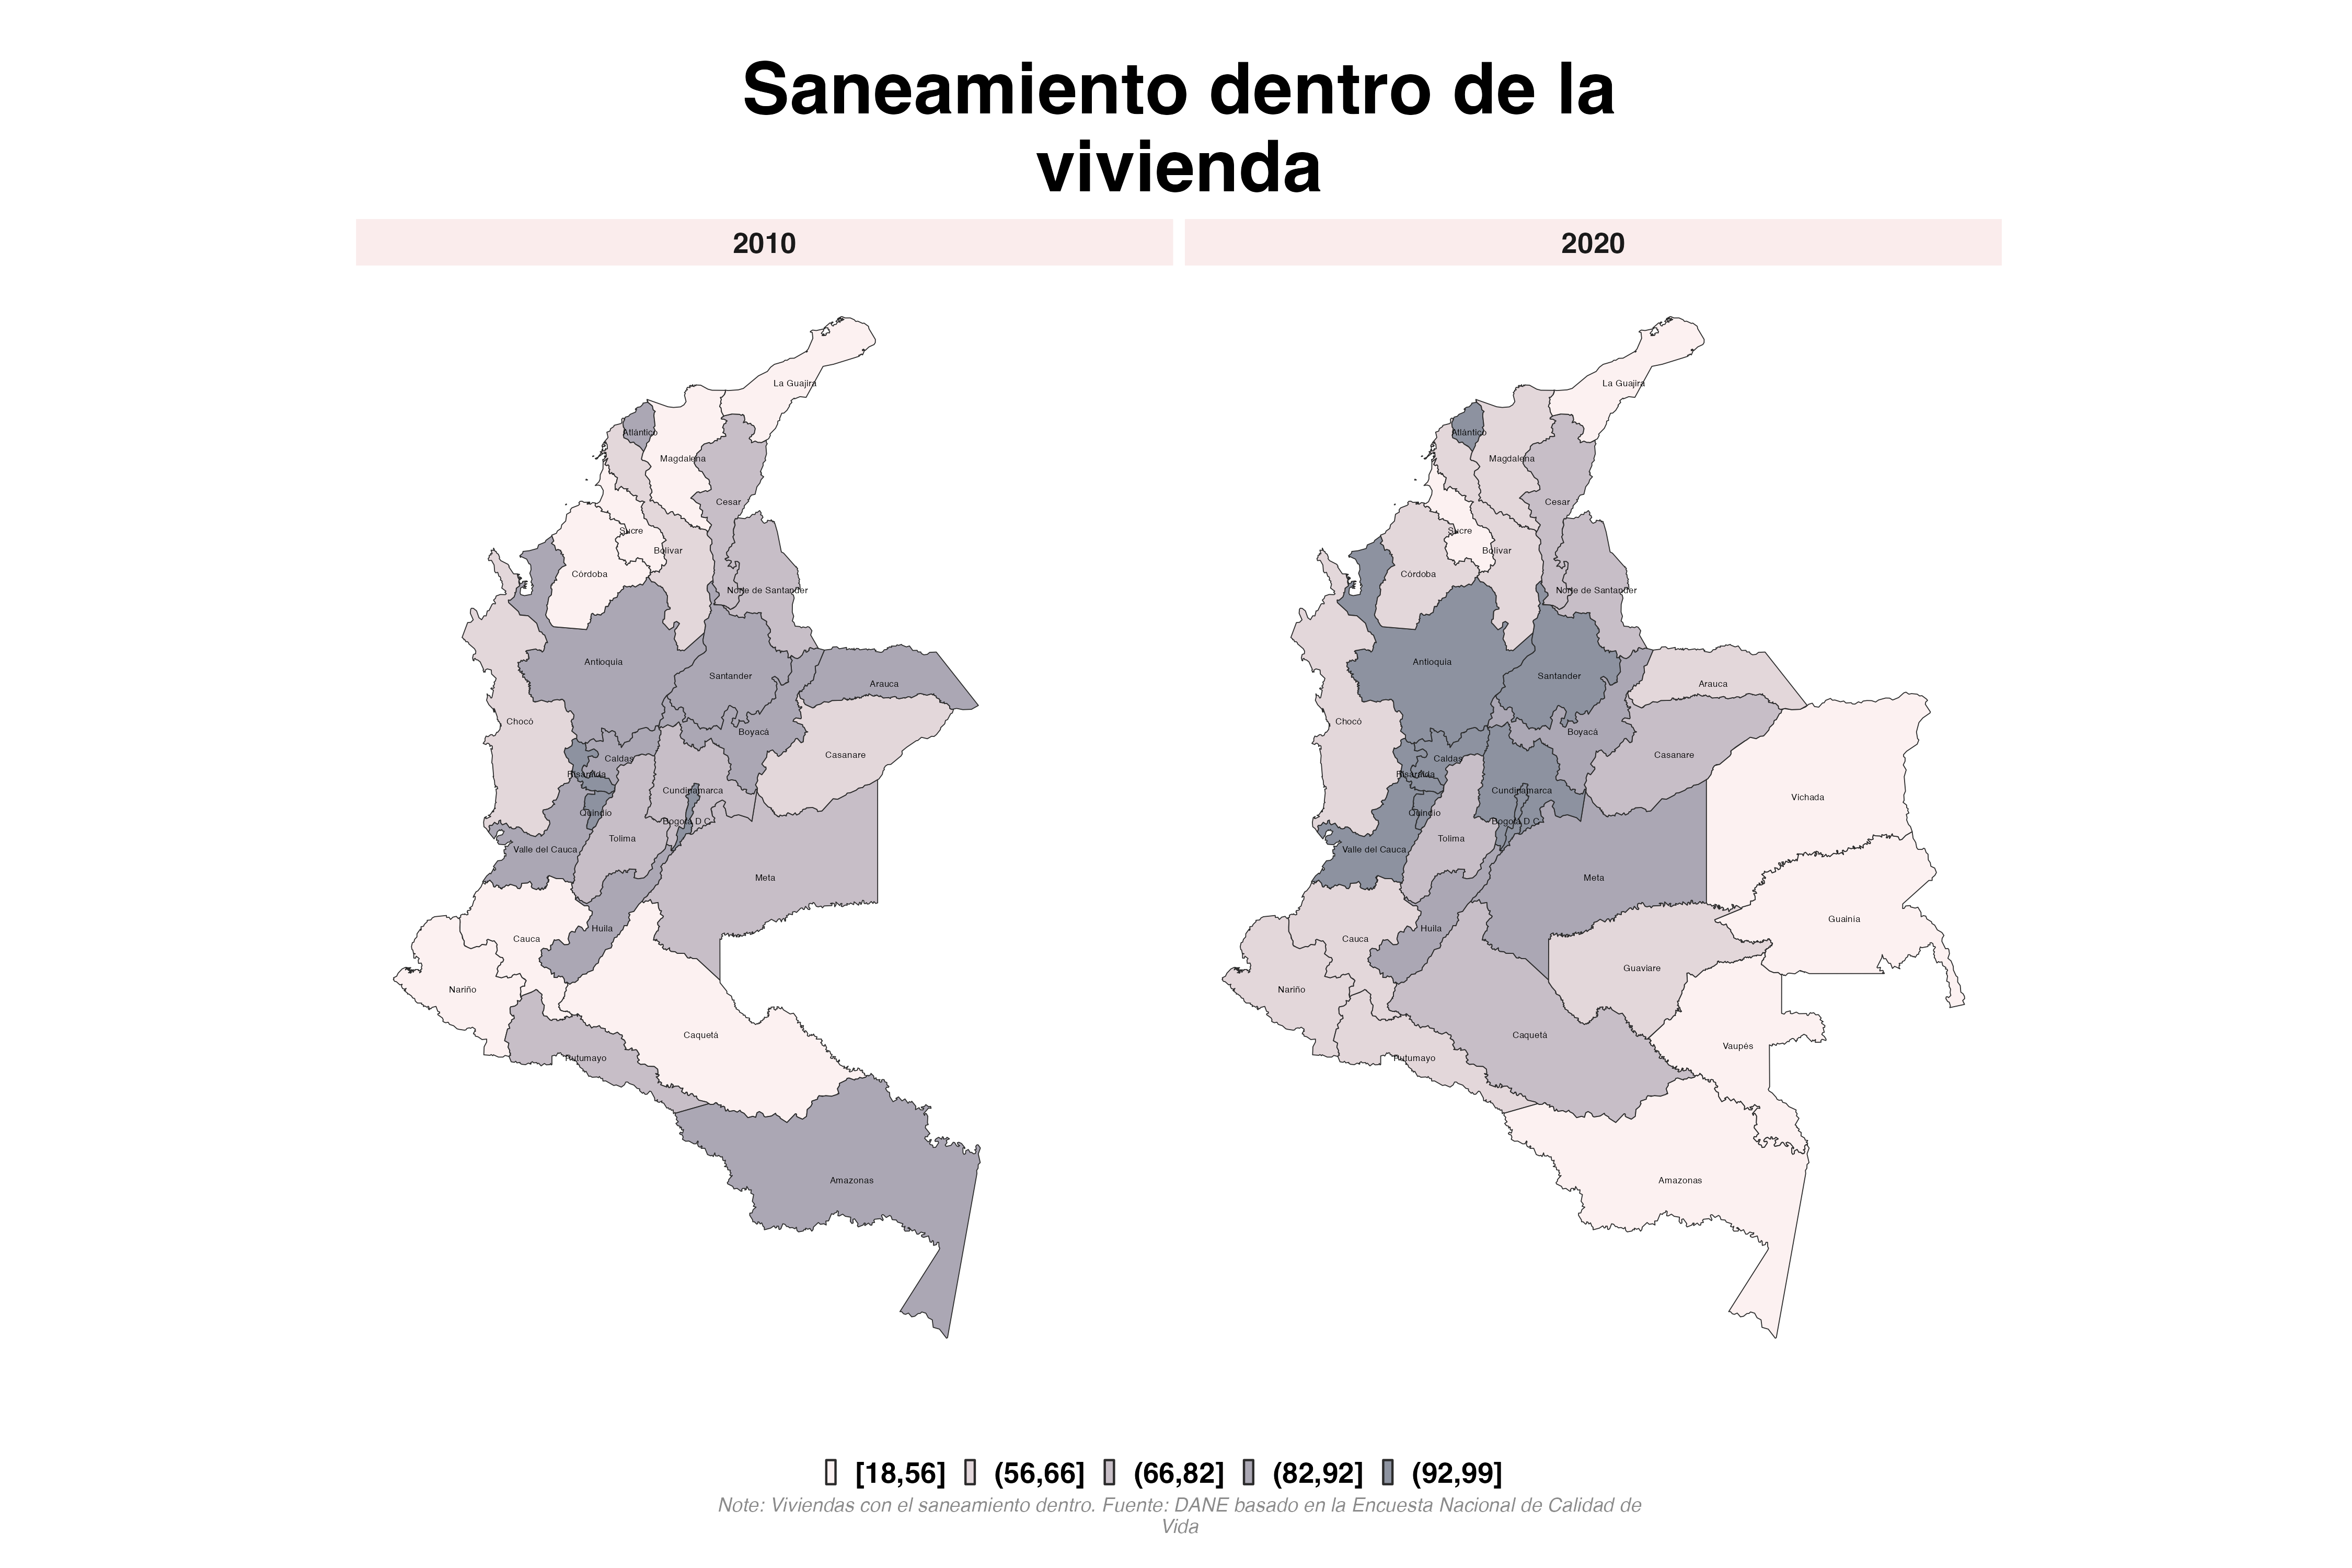 Saneamiento dentro de la
vivienda
2010
2020
La Guajira
Atlántico
Magdalena
Cesar
Sucre
Bolívar
Córdoba
Norte de Santander
Antioquia
Santander
Arauca
Chocó
Boyacá
Casanare
Caldas
Risaralda
Cundinamarca
Quindío
Bogotá D.C.
Tolima
Valle del Cauca
Meta
Huila
Cauca
Nariño
Caquetá
Putumayo
Amazonas
La Guajira
Atlántico
Magdalena
Cesar
Sucre
Bolívar
Córdoba
Norte de Santander
Antioquia
Santander
Arauca
Chocó
Boyacá
Casanare
Caldas
Risaralda
Cundinamarca
Vichada
Quindío
Bogotá D.C.
Tolima
Valle del Cauca
Meta
Guainía
Huila
Cauca
Guaviare
Nariño
Caquetá
Vaupés
Putumayo
Amazonas
[18,56] (56,66] (66,82] (82,92] (92,99]
Note: Viviendas con el saneamiento dentro. Fuente: DANE basado en la Encuesta Nacional de Calidad de
Vida